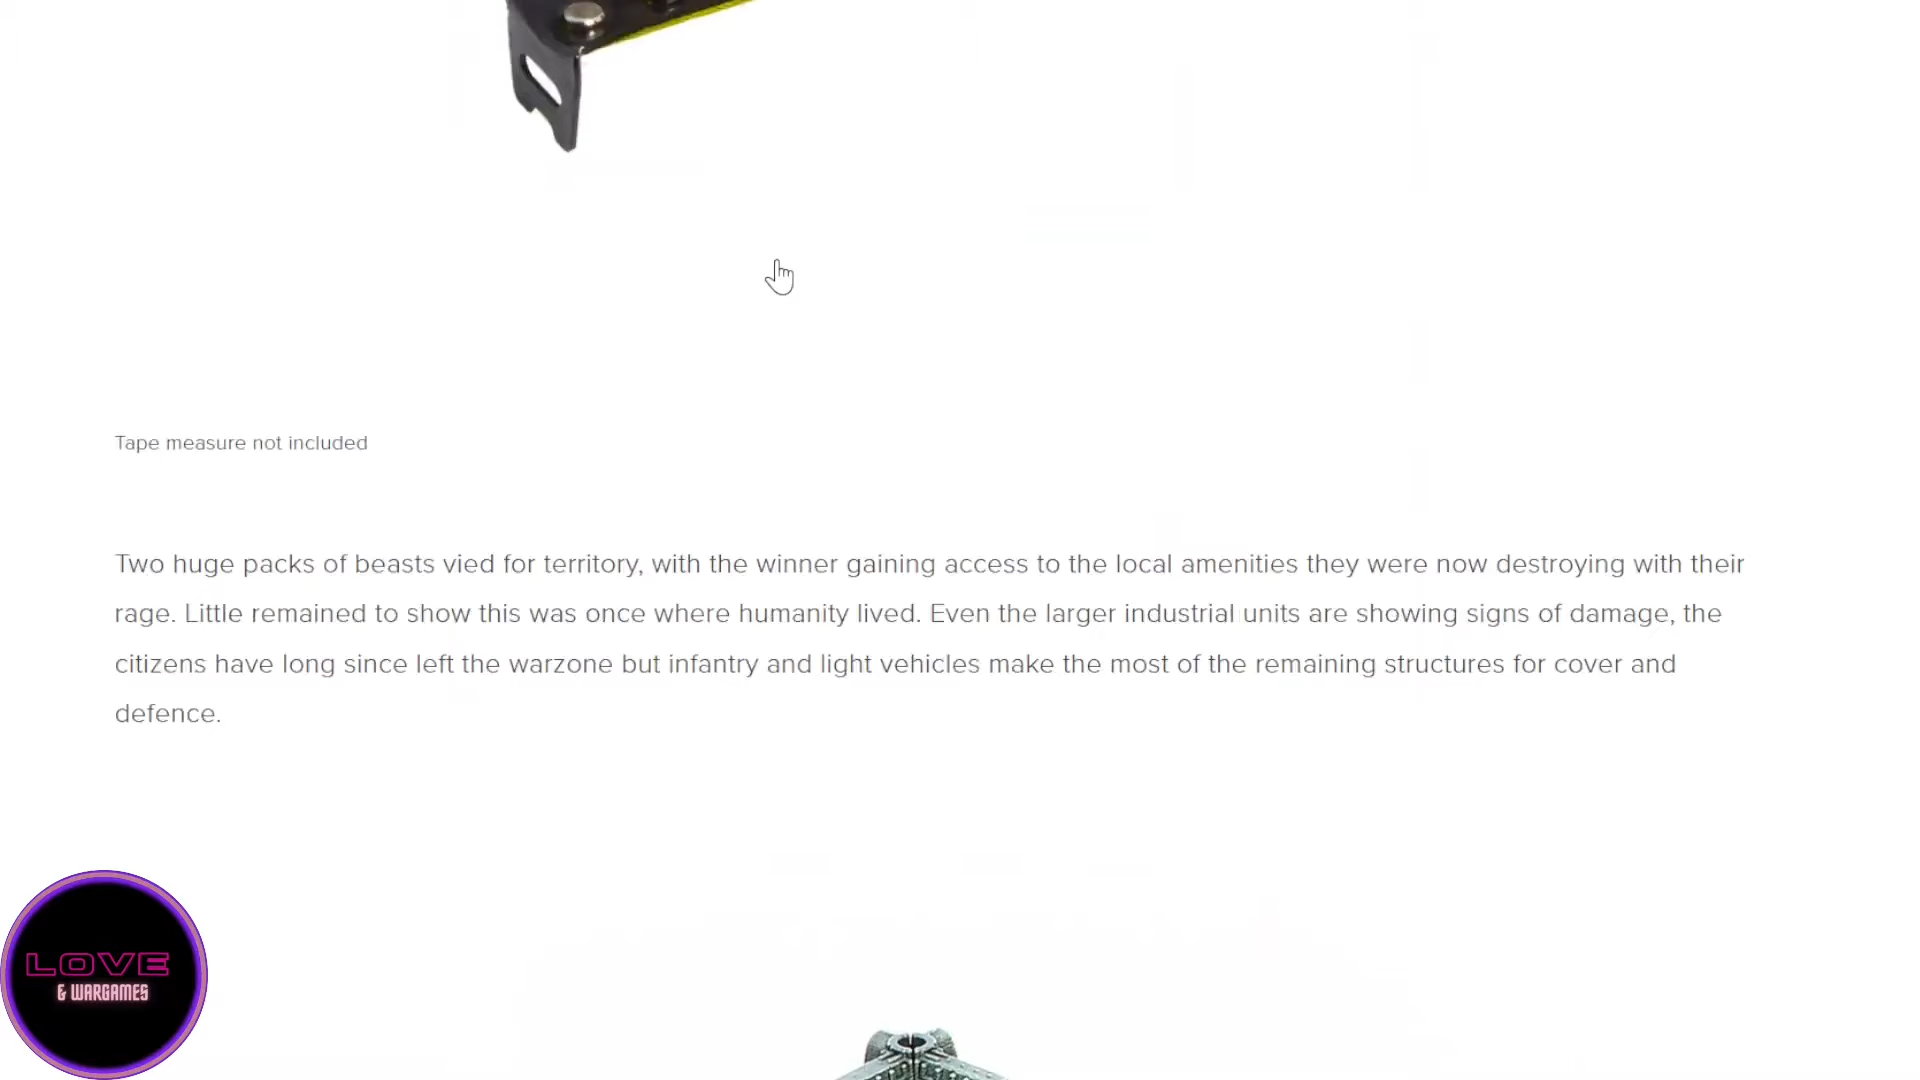 Tape measure not included
Two huge packs of beasts vied for territory, with the winner gaining access to the local amenities they were now destroying with their
rage. Little remained to show this was once where humanity lived. Even the larger industrial units are showing signs of damage, the
citizens have long since left the warzone but infantry and light vehicles make the most of the remaining structures for cover and
defence.
LOVE
& WARGAMES